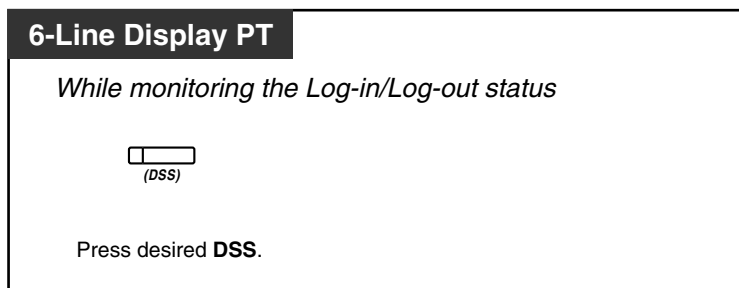 6-Line Display PT
While monitoring the Log-in/Log-out status
(DSS)
Press desired DSS.